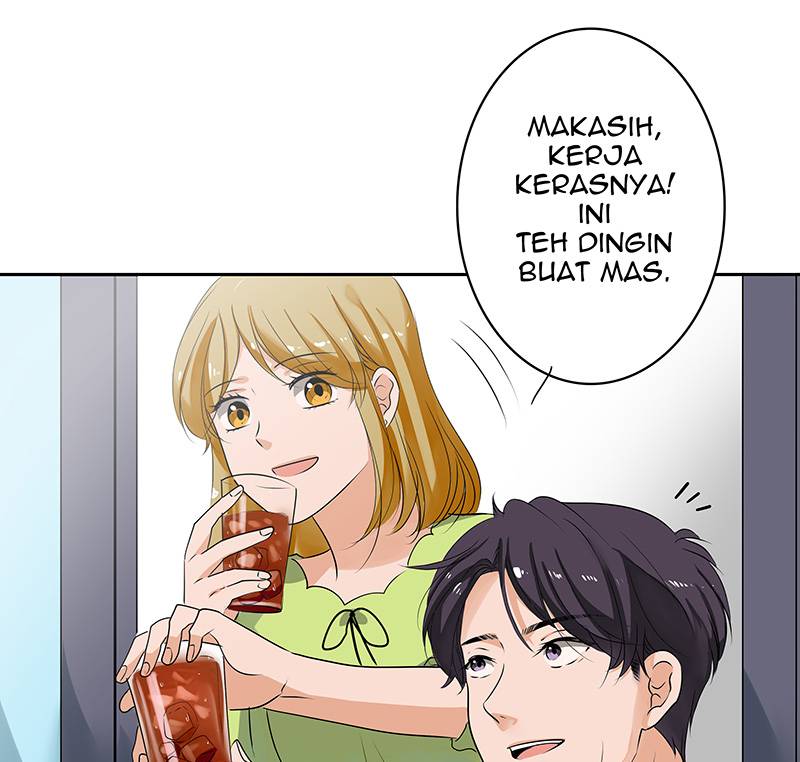 MAKASIH,
KERJA
KERASNYA!
INI
TEH DINGIN
BUAT MAS.